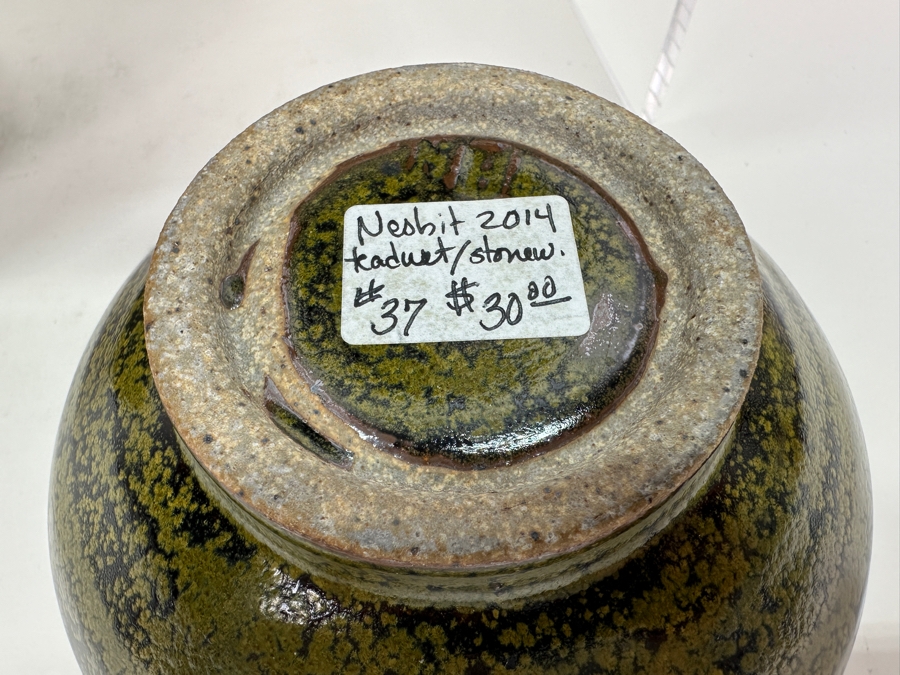 Nesbit 2014
teadust/stonew.
# 37 $30.00